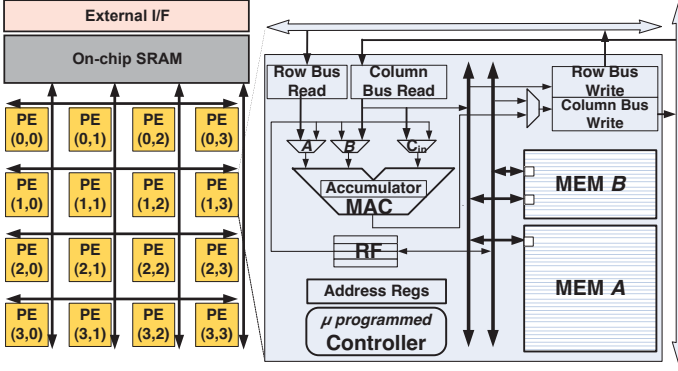 External I/F
On-chip SRAM
PE
(0,0)
PE
(0,1)
PE
(0,2)
PE
(0,3)
PE
(1,0)
PE
(1,1)
PE
(1,2)
PE
(1,3)
PE
(2,0)
PE
(2,1)
PE
(2,2)
PE
(2,3)
PE
(3,0)
PE
(3,1)
PE
(3,2)
PE
(3,3)
Row Bus
Read
Column
Bus Read
Row Bus
Write
Column Bus
Write
A
B
Cin
Accumulator
MAC
RF
Address Regs
μ programmed
Controller
MEM B
MEM A